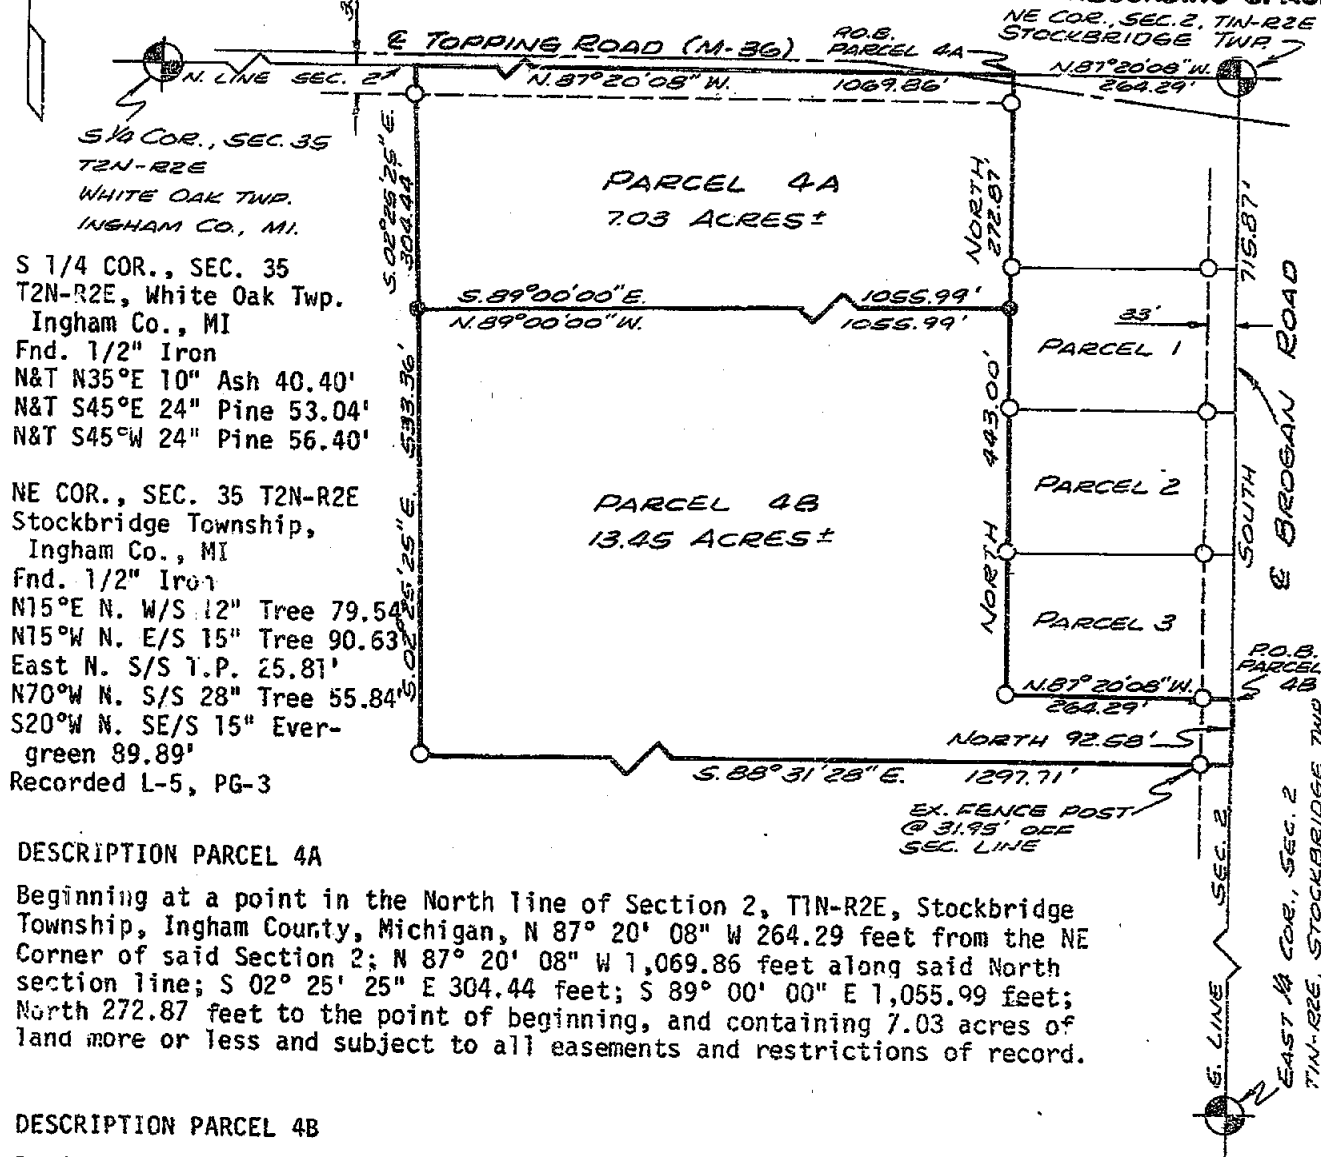 NE COR., SEC. 2, T1N-R2E
STOCKBRIDGE TWP.
℄ TOPPING ROAD (M-36)
P.O.B.
PARCEL 4A
N. LINE SEC. 2
N.87°20'08"W. 1069.86'
N.87°20'08"W.
264.29'
S 1/4 COR., SEC. 35
T2N-R2E
WHITE OAK TWP.
INGHAM CO., MI.
S.02°25'25"E.
304.44'
PARCEL 4A
7.03 ACRES±
NORTH
272.87'
715.87'
S.89°00'00"E. 1055.99'
N.89°00'00"W. 1055.99'
33'
PARCEL 1
℄ BROGAN ROAD
S 1/4 COR., SEC. 35
T2N-R2E, White Oak Twp.
Ingham Co., MI
Fnd. 1/2" Iron
N&T N35°E 10" Ash 40.40'
N&T S45°E 24" Pine 53.04'
N&T S45°W 24" Pine 56.40'
S.02°25'25"E. 533.36'
NORTH 443.00'
PARCEL 2
SOUTH
PARCEL 4B
13.45 ACRES±
PARCEL 3
NE COR., SEC. 35 T2N-R2E
Stockbridge Township,
Ingham Co., MI
Fnd. 1/2" Iron
N15°E N. W/S 12" Tree 79.54'
N15°W N. E/S 15" Tree 90.63'
East N. S/S T.P. 25.81'
N70°W N. S/S 28" Tree 55.84'
S20°W N. SE/S 15" Ever-
green 89.89'
Recorded L-5, PG-3
P.O.B.
PARCEL
4B
N.87°20'08"W.
264.29'
NORTH 92.58'
S.88°31'28"E. 1297.71'
EX. FENCE POST
@ 31.95' OFF
SEC. LINE
E. LINE SEC. 2
EAST 1/4 COR., SEC. 2
T1N-R2E, STOCKBRIDGE TWP.
DESCRIPTION PARCEL 4A
Beginning at a point in the North line of Section 2, T1N-R2E, Stockbridge
Township, Ingham County, Michigan, N 87° 20' 08" W 264.29 feet from the NE
Corner of said Section 2; N 87° 20' 08" W 1,069.86 feet along said North
section line; S 02° 25' 25" E 304.44 feet; S 89° 00' 00" E 1,055.99 feet;
North 272.87 feet to the point of beginning, and containing 7.03 acres of
land more or less and subject to all easements and restrictions of record.
DESCRIPTION PARCEL 4B